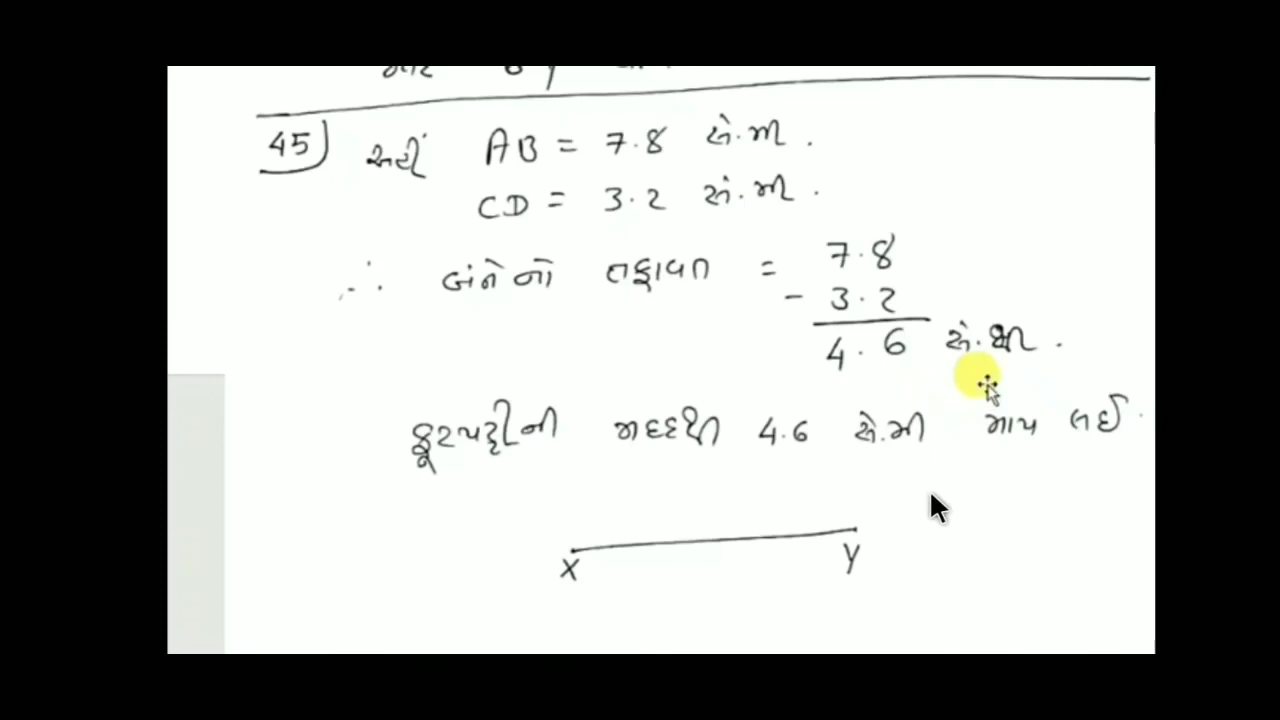 45) અહીં AB = 7.8 સે.મી.
CD = 3.2 સે.મી.
∴ બંનેનો તફાવત = 7.8
- 3.2
4.6 સે.મી.
ફૂટપટ્ટીની મદદથી 4.6 સે.મી માપ લઈ.
X Y